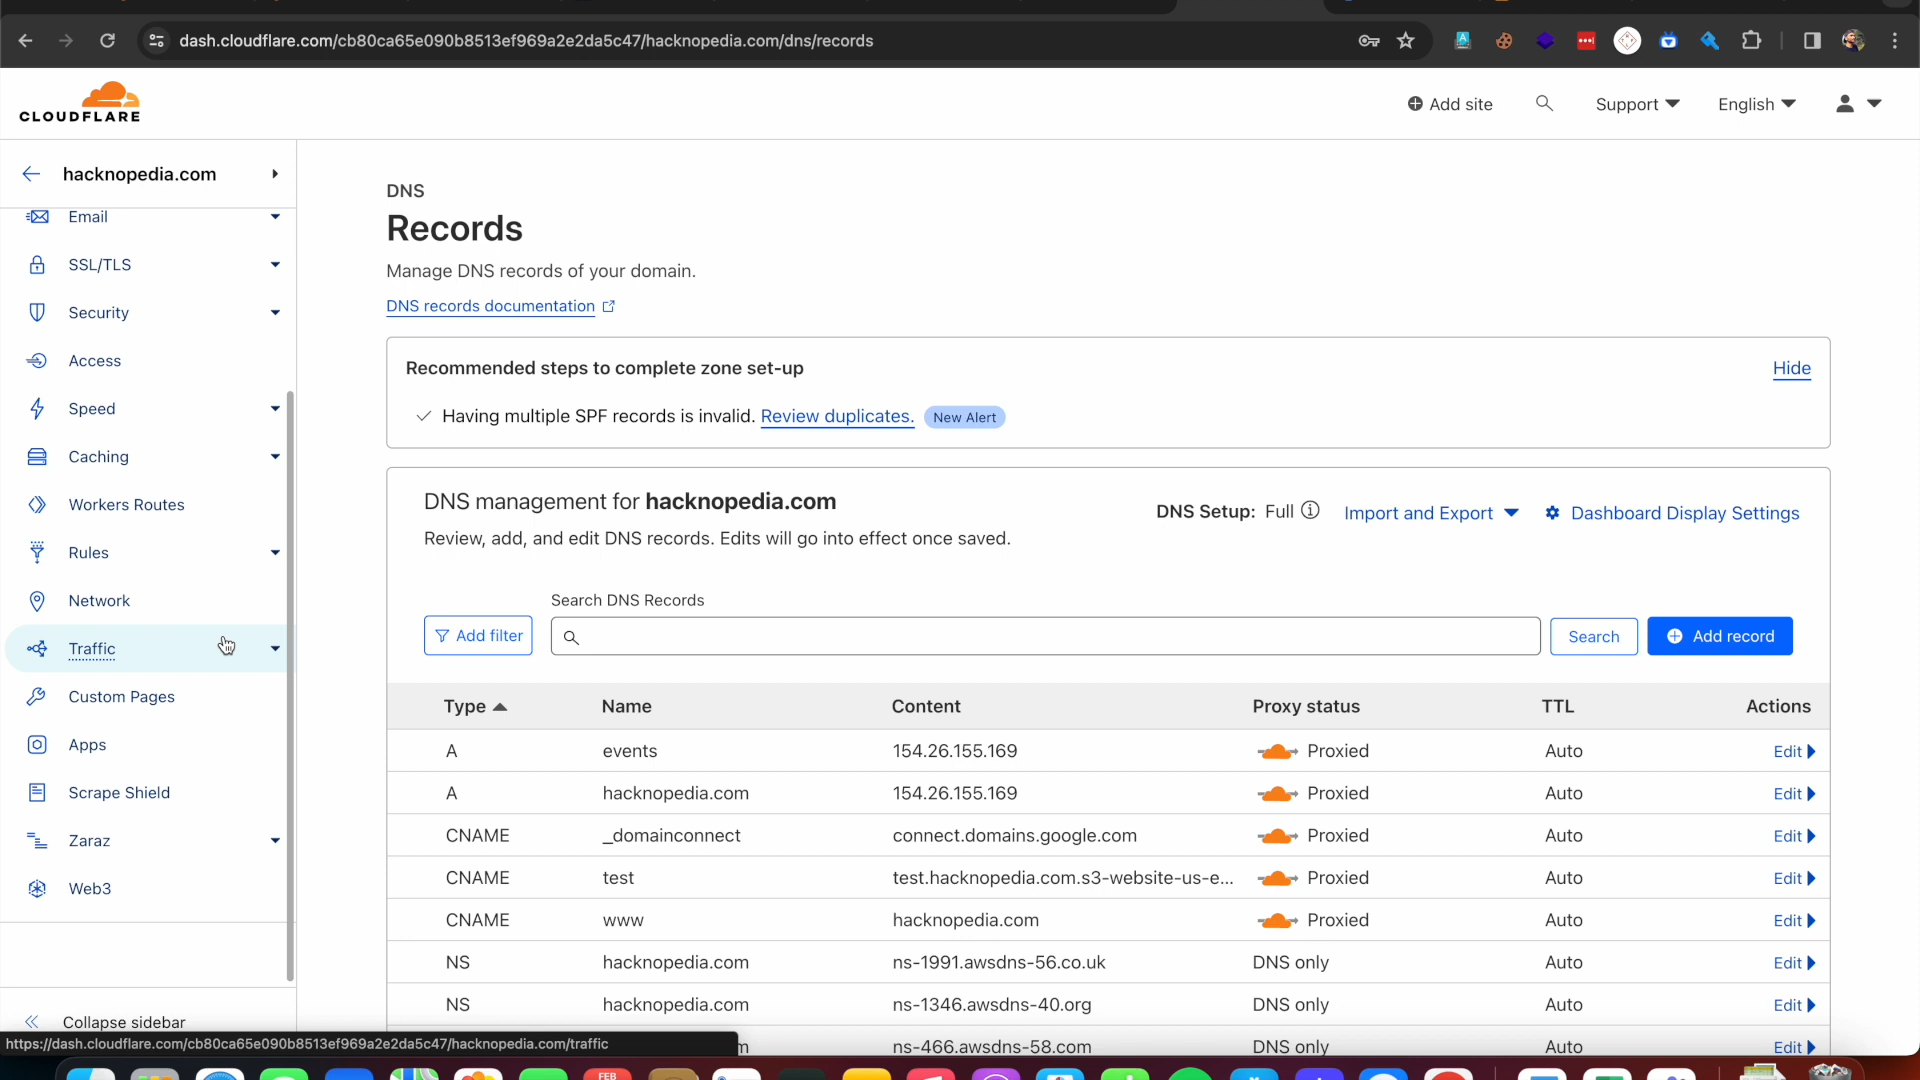 dash.cloudflare.com/cb80ca65e090b8513ef969a2e2da5c47/hacknopedia.com/dns/records
CLOUDFLARE
Add site
Support
English
hacknopedia.com
Email
SSL/TLS
Security
Access
Speed
Caching
Workers Routes
Rules
Network
Traffic
Custom Pages
Apps
Scrape Shield
Zaraz
Web3
Collapse sidebar
https://dash.cloudflare.com/cb80ca65e090b8513ef969a2e2da5c47/hacknopedia.com/traffic
DNS
Records
Manage DNS records of your domain.
DNS records documentation
Recommended steps to complete zone set-up
Hide
Having multiple SPF records is invalid. Review duplicates. New Alert
DNS management for hacknopedia.com
DNS Setup: Full
Import and Export
Dashboard Display Settings
Review, add, and edit DNS records. Edits will go into effect once saved.
Search DNS Records
Add filter
Search
Add record
Type Name Content Proxy status TTL Actions
A events 154.26.155.169 Proxied Auto Edit
A hacknopedia.com 154.26.155.169 Proxied Auto Edit
CNAME _domainconnect connect.domains.google.com Proxied Auto Edit
CNAME test test.hacknopedia.com.s3-website-us-e... Proxied Auto Edit
CNAME www hacknopedia.com Proxied Auto Edit
NS hacknopedia.com ns-1991.awsdns-56.co.uk DNS only Auto Edit
NS hacknopedia.com ns-1346.awsdns-40.org DNS only Auto Edit
ns-466.awsdns-58.com DNS only Auto Edit
FEB